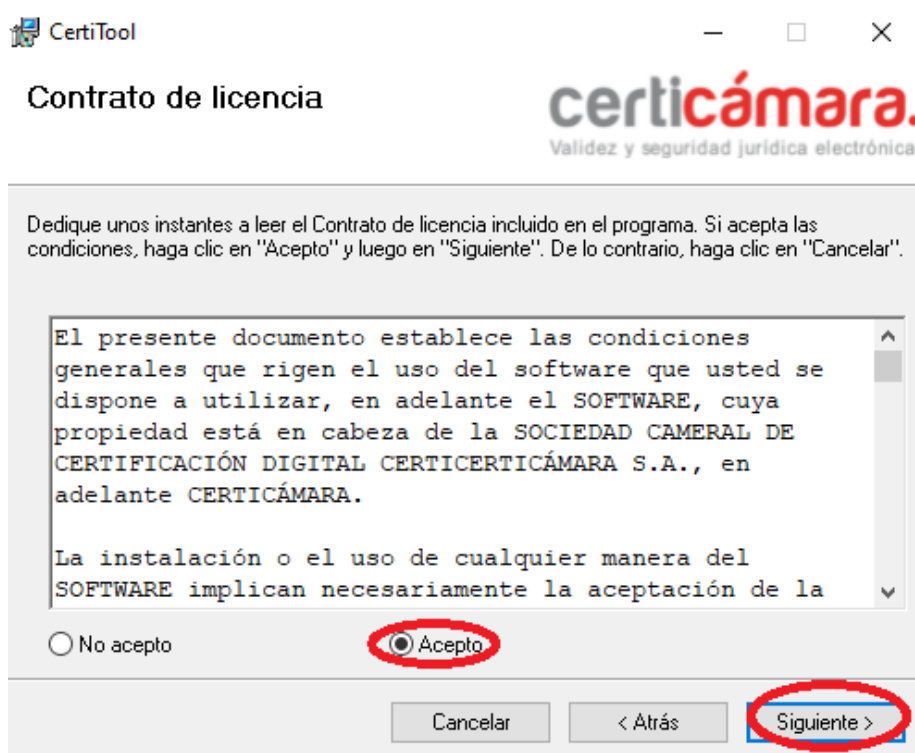 CertiTool
Contrato de licencia
certicámara.
Validez y seguridad jurídica electrónica
Dedique unos instantes a leer el Contrato de licencia incluido en el programa. Si acepta las
condiciones, haga clic en "Acepto" y luego en "Siguiente". De lo contrario, haga clic en "Cancelar".
El presente documento establece las condiciones
generales que rigen el uso del software que usted se
dispone a utilizar, en adelante el SOFTWARE, cuya
propiedad está en cabeza de la SOCIEDAD CAMERAL DE
CERTIFICACIÓN DIGITAL CERTICERTICÁMARA S.A., en
adelante CERTICÁMARA.
La instalación o el uso de cualquier manera del
SOFTWARE implican necesariamente la aceptación de la
No acepto
Acepto
Cancelar
< Atrás
Siguiente >